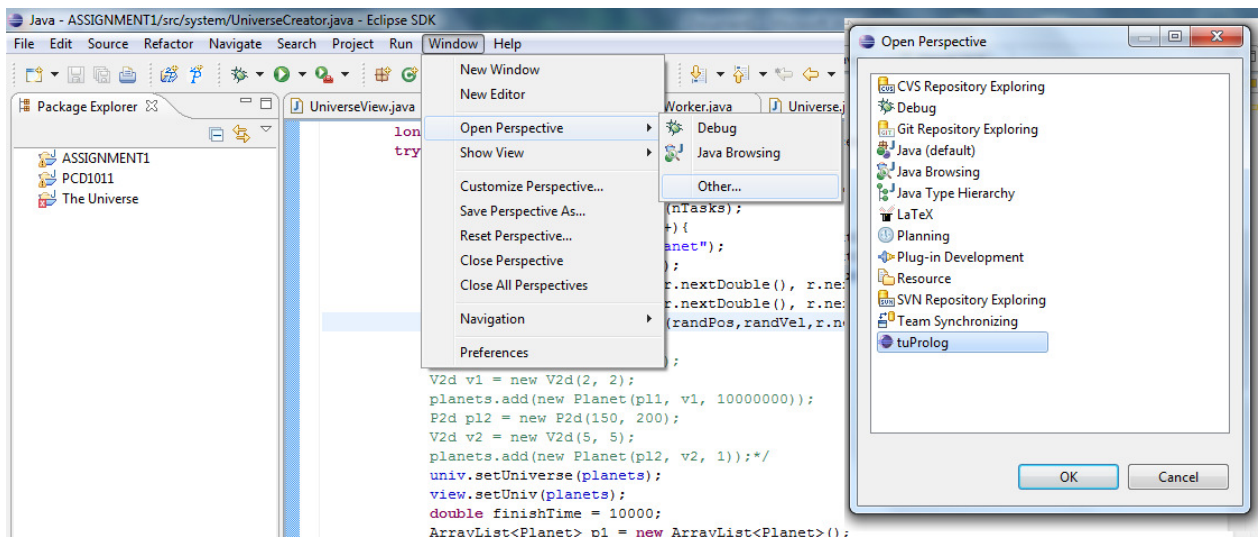 Java - ASSIGNMENT1/src/system/UniverseCreator.java - Eclipse SDK
File Edit Source Refactor Navigate Search Project Run Window Help
Package Explorer
ASSIGNMENT1
PCD1011
The Universe
UniverseView.java
Worker.java
Universe.j
New Window
New Editor
Open Perspective
Show View
Customize Perspective...
Save Perspective As...
Reset Perspective...
Close Perspective
Close All Perspectives
Navigation
Preferences
Debug
Java Browsing
Other...
lon
try
(nTasks);
+){
anet");
);
r.nextDouble(), r.nex
r.nextDouble(), r.nex
(randPos,randVel,r.ne
);
V2d v1 = new V2d(2, 2);
planets.add(new Planet(pl1, v1, 10000000));
P2d pl2 = new P2d(150, 200);
V2d v2 = new V2d(5, 5);
planets.add(new Planet(pl2, v2, 1));*/
univ.setUniverse(planets);
view.setUniv(planets);
double finishTime = 10000;
ArrayList<Planet> p1 = new ArrayList<Planet>();
Open Perspective
CVS Repository Exploring
Debug
Git Repository Exploring
Java (default)
Java Browsing
Java Type Hierarchy
LaTeX
Planning
Plug-in Development
Resource
SVN Repository Exploring
Team Synchronizing
tuProlog
OK Cancel